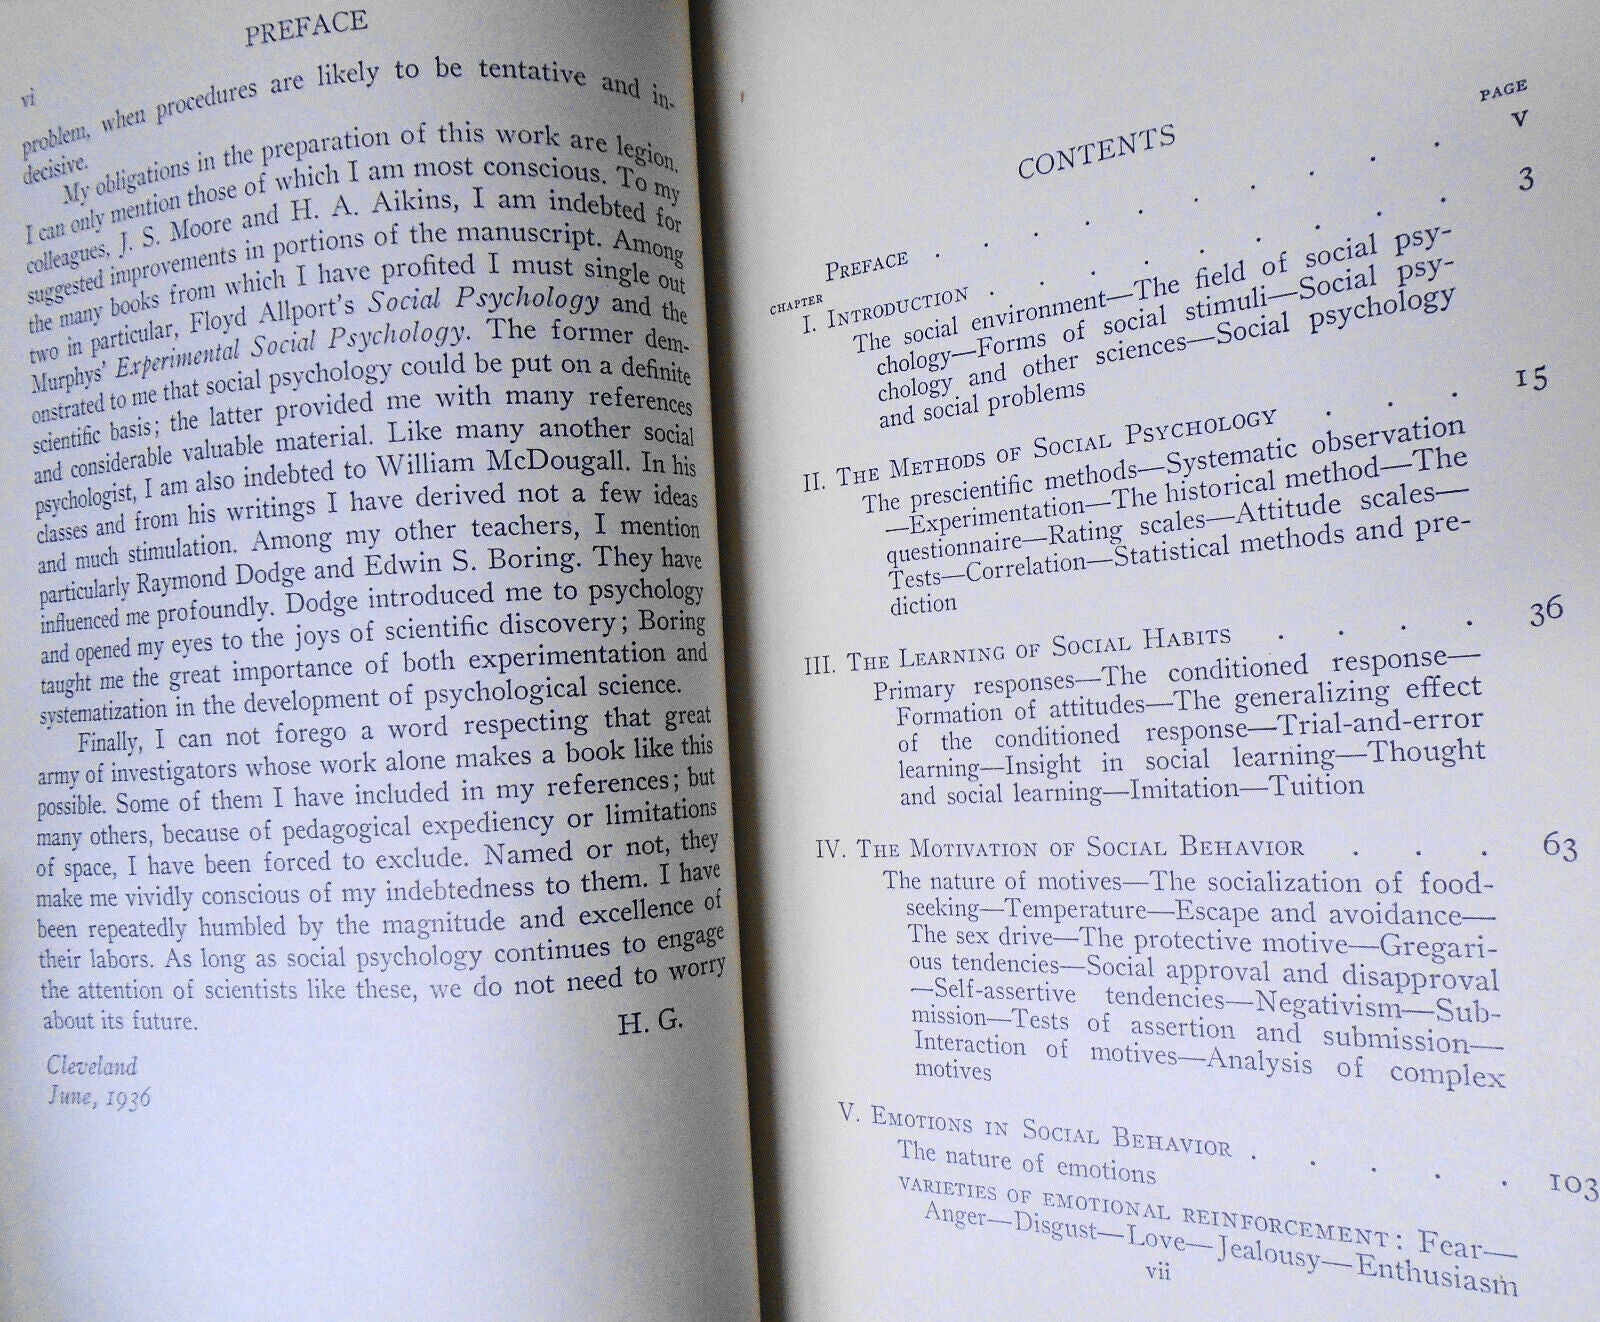 vi
PREFACE
problem, when procedures are likely to be tentative and in-
decisive.
My obligations in the preparation of this work are legion.
I can only mention those of which I am most conscious. To my
colleagues, J. S. Moore and H. A. Aikins, I am indebted for
suggested improvements in portions of the manuscript. Among
the many books from which I have profited I must single out
two in particular, Floyd Allport's Social Psychology and the
Murphys' Experimental Social Psychology. The former dem-
onstrated to me that social psychology could be put on a definite
scientific basis; the latter provided me with many references
and considerable valuable material. Like many another social
psychologist, I am also indebted to William McDougall. In his
classes and from his writings I have derived not a few ideas
and much stimulation. Among my other teachers, I mention
particularly Raymond Dodge and Edwin S. Boring. They have
influenced me profoundly. Dodge introduced me to psychology
and opened my eyes to the joys of scientific discovery; Boring
taught me the great importance of both experimentation and
systematization in the development of psychological science.
Finally, I can not forego a word respecting that great
army of investigators whose work alone makes a book like this
possible. Some of them I have included in my references; but
many others, because of pedagogical expediency or limitations
of space, I have been forced to exclude. Named or not, they
make me vividly conscious of my indebtedness to them. I have
been repeatedly humbled by the magnitude and excellence of
their labors. As long as social psychology continues to engage
the attention of scientists like these, we do not need to worry
about its future.
H. G.
Cleveland
June, 1936
CONTENTS
PAGE
PREFACE . . . . . . . . . v
CHAPTER
I. INTRODUCTION . . . . . . . . . 3
The social environment—The field of social psy-
chology—Forms of social stimuli—Social psy-
chology and other sciences—Social psychology
and social problems
II. THE METHODS OF SOCIAL PSYCHOLOGY . . . 15
The prescientific methods—Systematic observation
—Experimentation—The historical method—The
questionnaire—Rating scales—Attitude scales—
Tests—Correlation—Statistical methods and pre-
diction
III. THE LEARNING OF SOCIAL HABITS . . . . 36
Primary responses—The conditioned response—
Formation of attitudes—The generalizing effect
of the conditioned response—Trial-and-error
learning—Insight in social learning—Thought
and social learning—Imitation—Tuition
IV. THE MOTIVATION OF SOCIAL BEHAVIOR . . . 63
The nature of motives—The socialization of food-
seeking—Temperature—Escape and avoidance—
The sex drive—The protective motive—Gregari-
ous tendencies—Social approval and disapproval
—Self-assertive tendencies—Negativism—Sub-
mission—Tests of assertion and submission—
Interaction of motives—Analysis of complex
motives
V. EMOTIONS IN SOCIAL BEHAVIOR . . . . . 103
The nature of emotions
VARIETIES OF EMOTIONAL REINFORCEMENT: Fear—
Anger—Disgust—Love—Jealousy—Enthusiasm
vii